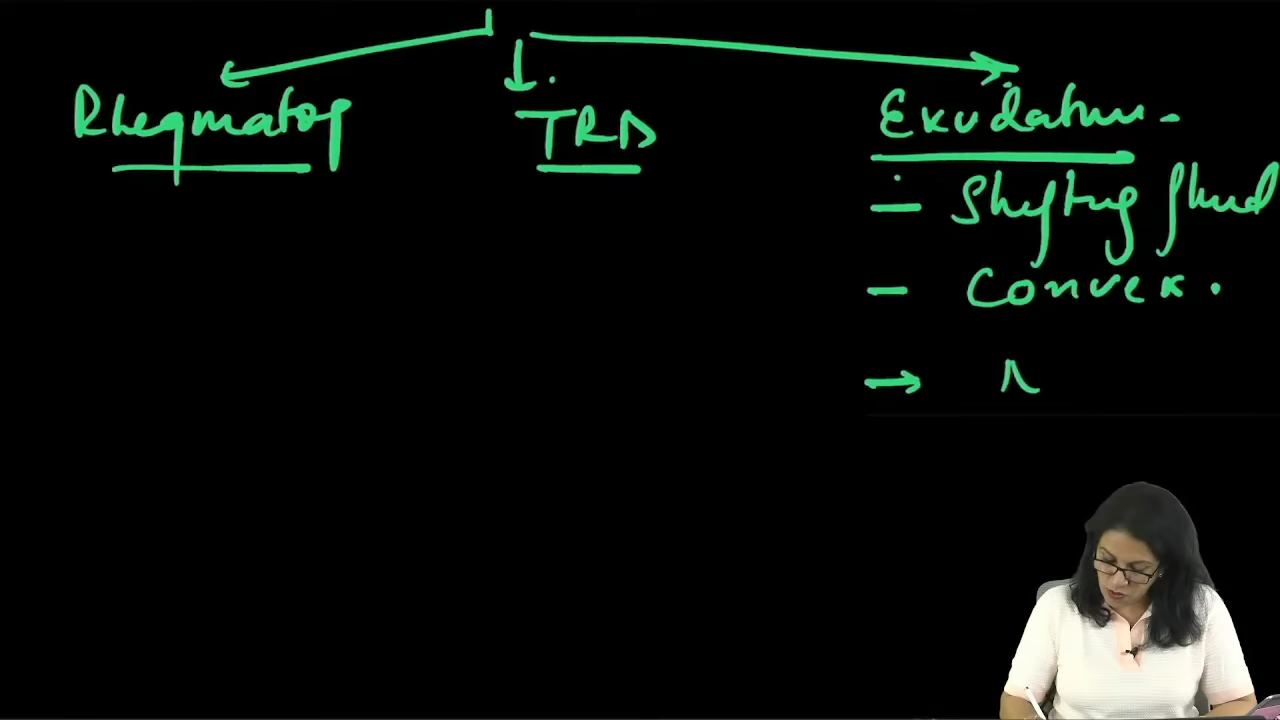 Rhegmatog
TRD
Exudative.
- Shifting fluid
- Convex.